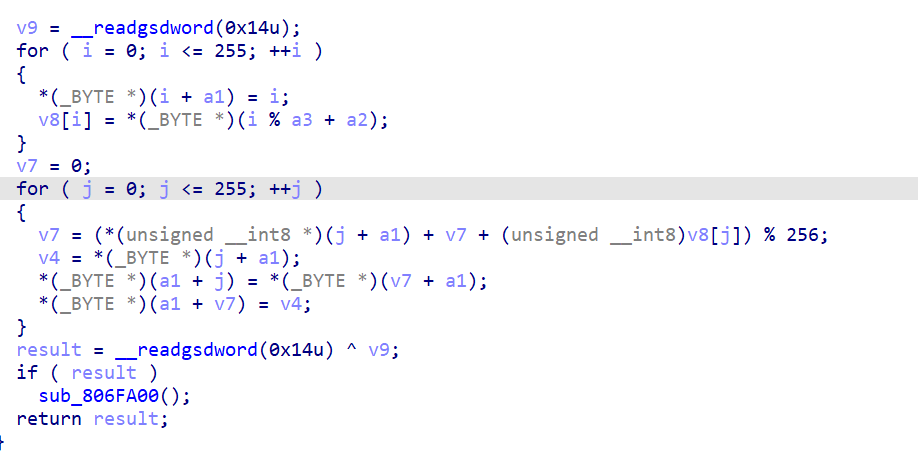 v9 = __readgsdword(0x14u);
for ( i = 0; i <= 255; ++i )
{
*(_BYTE *)(i + a1) = i;
v8[i] = *(_BYTE *)(i % a3 + a2);
}
v7 = 0;
for ( j = 0; j <= 255; ++j )
{
v7 = (*(unsigned __int8 *)(j + a1) + v7 + (unsigned __int8)v8[j]) % 256;
v4 = *(_BYTE *)(j + a1);
*(_BYTE *)(a1 + j) = *(_BYTE *)(v7 + a1);
*(_BYTE *)(a1 + v7) = v4;
}
result = __readgsdword(0x14u) ^ v9;
if ( result )
sub_806FA00();
return result;
}